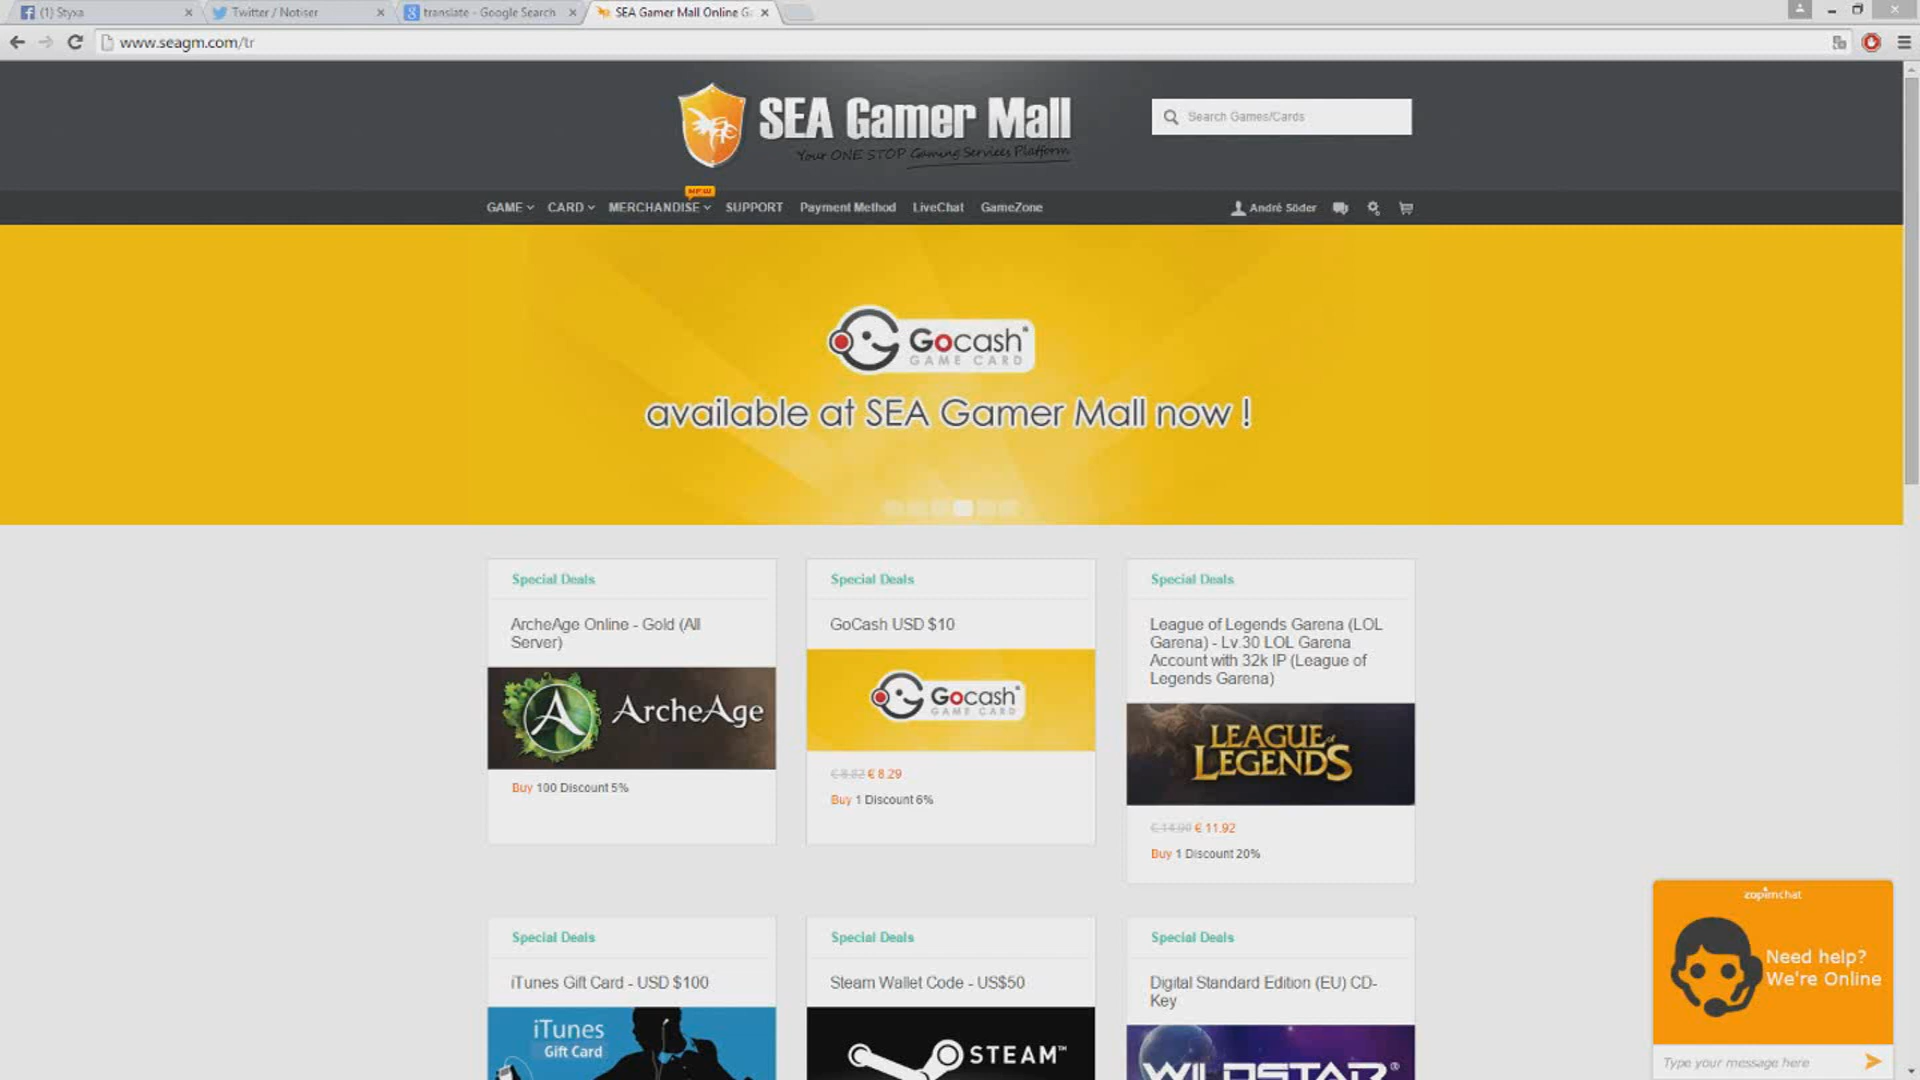 (1) Styxa
Twitter / Notiser
translate - Google Search
SEA Gamer Mall Online G
www.seagm.com/tr
SEA Gamer Mall
Your ONE STOP Gaming Services Platform
Search Games/Cards
NEW
GAME CARD MERCHANDISE SUPPORT Payment Method LiveChat GameZone
André Söder
Gocash
GAME CARD
available at SEA Gamer Mall now !
Special Deals
ArcheAge Online - Gold (All
Server)
ArcheAge
Buy 100 Discount 5%
Special Deals
GoCash USD $10
Gocash
GAME CARD
€ 8.82 € 8.29
Buy 1 Discount 6%
Special Deals
League of Legends Garena (LOL
Garena) - Lv.30 LOL Garena
Account with 32k IP (League of
Legends Garena)
LEAGUE of
LEGENDS
€ 14.90 € 11.92
Buy 1 Discount 20%
Special Deals
iTunes Gift Card - USD $100
iTunes
Gift Card
Special Deals
Steam Wallet Code - US$50
STEAM™
Special Deals
Digital Standard Edition (EU) CD-
Key
WILDSTAR®
zopimchat
Need help?
We're Online
Type your message here